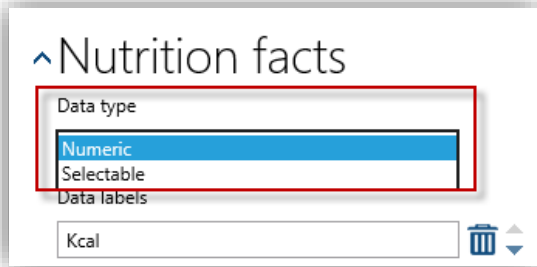 Nutrition facts
Data type
Numeric
Selectable
Data labels
Kcal